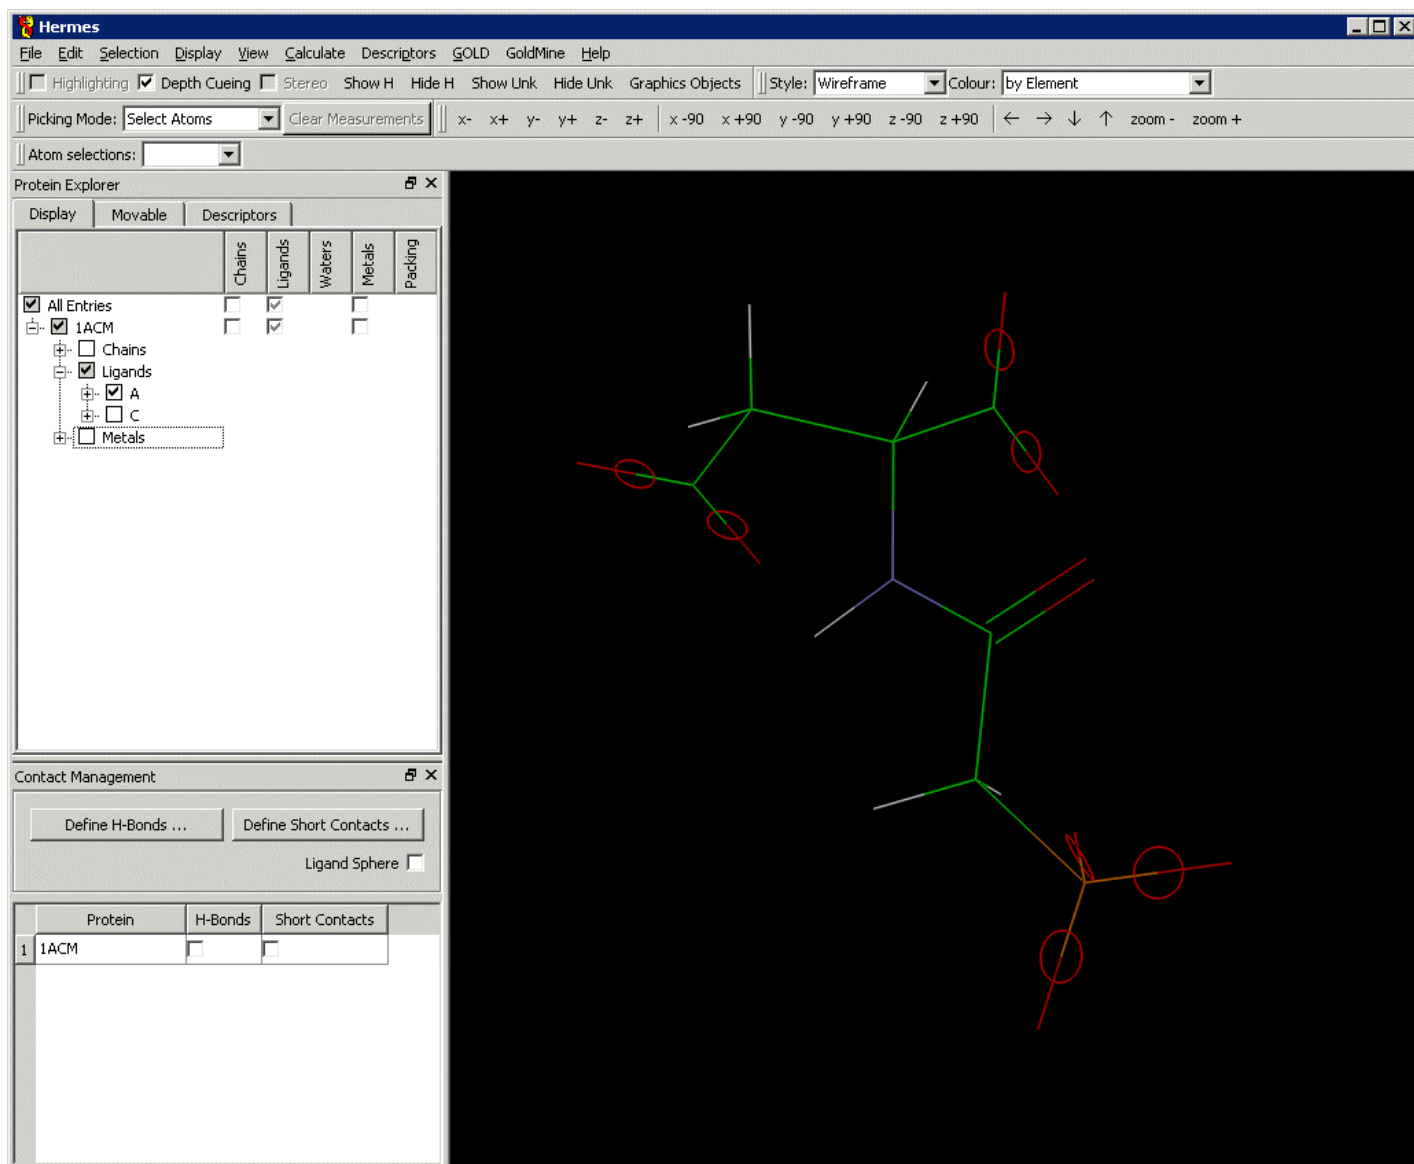 Hermes
File Edit Selection Display View Calculate Descriptors GOLD GoldMine Help
Highlighting Depth Cueing Stereo Show H Hide H Show Unk Hide Unk Graphics Objects Style: Wireframe Colour: by Element
Picking Mode: Select Atoms Clear Measurements x- x+ y- y+ z- z+ x -90 x +90 y -90 y +90 z -90 z +90 ← → ↓ ↑ zoom - zoom +
Atom selections:
Protein Explorer
Display Movable Descriptors
Chains Ligands Waters Metals Packing
All Entries
1ACM
Chains
Ligands
A
C
Metals
Contact Management
Define H-Bonds ... Define Short Contacts ...
Ligand Sphere
Protein H-Bonds Short Contacts
1 1ACM